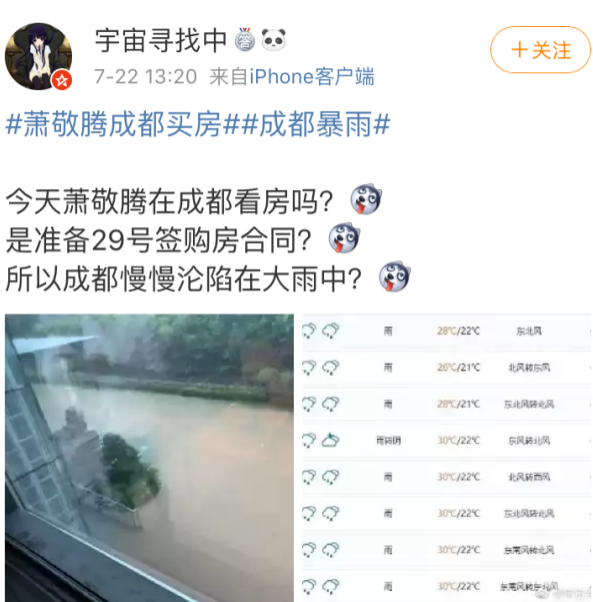 宇宙寻找中
+关注
7-22 13:20 来自iPhone客户端
#萧敬腾成都买房##成都暴雨#
今天萧敬腾在成都看房吗？
是准备29号签购房合同？
所以成都慢慢沦陷在大雨中？
雨 28℃/22℃ 东北风
雨 26℃/21℃ 北风转东风
雨 28℃/21℃ 东北风转北风
雨转阴 30℃/22℃ 东风转北风
雨 30℃/22℃ 北风转西风
雨 30℃/22℃ 东北风转北风
雨 30℃/22℃ 东南风转北风
雨 30℃/22℃ 东南风转东北风